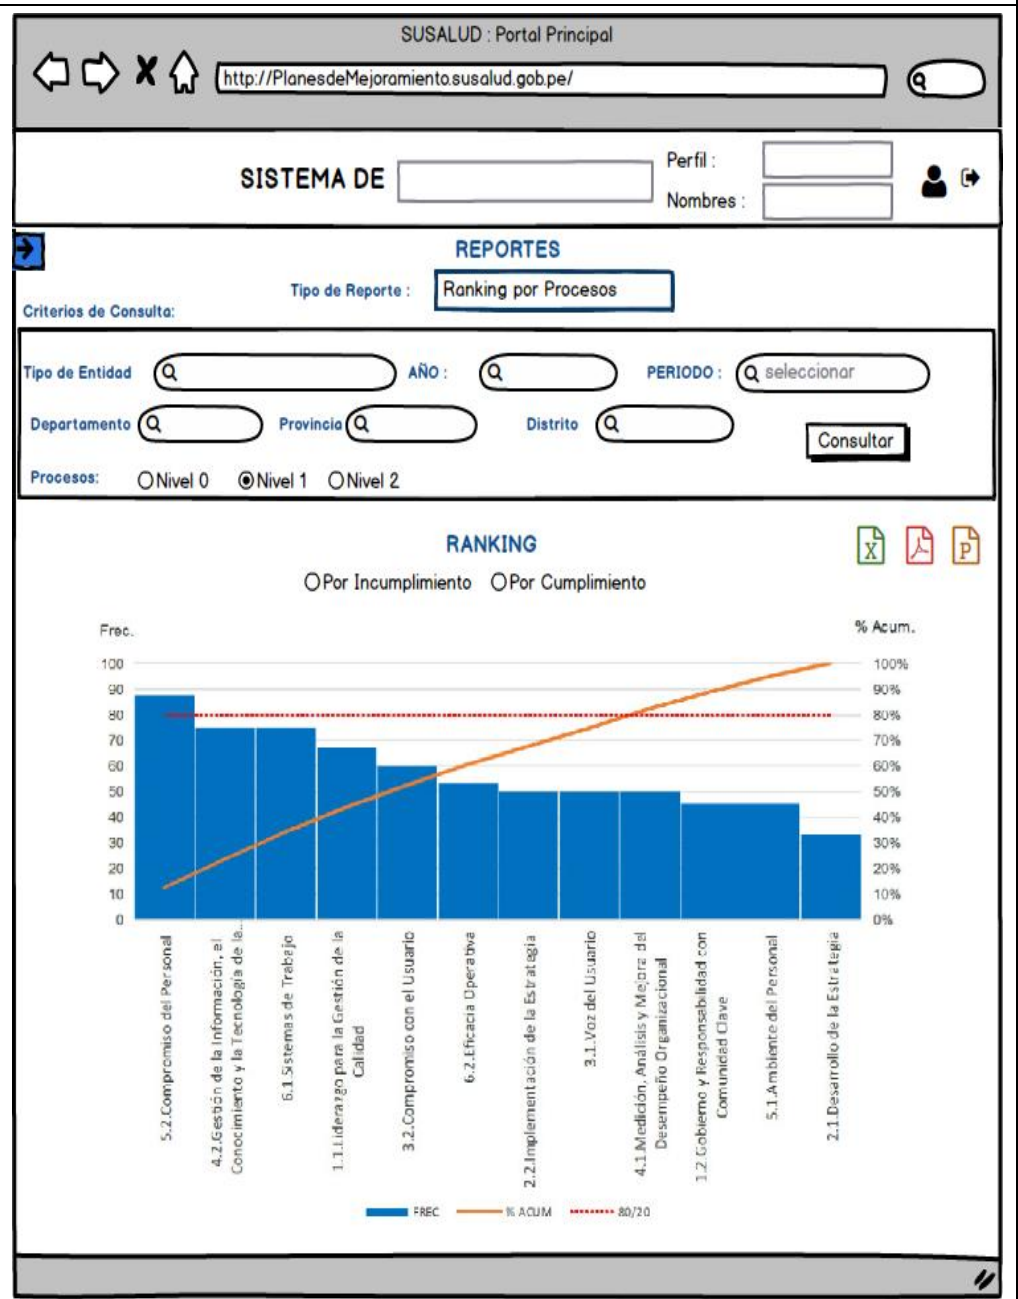 SUSALUD : Portal Principal
http://PlanesdeMejoramiento.susalud.gob.pe/
SISTEMA DE
Perfil :
Nombres :
REPORTES
Tipo de Reporte : Ranking por Procesos
Criterios de Consulta:
Tipo de Entidad AÑO : PERIODO : seleccionar
Departamento Provincia Distrito
Consultar
Procesos: Nivel 0 Nivel 1 Nivel 2
RANKING
X P
Por Incumplimiento Por Cumplimiento
Frec. % Acum.
100 100%
90 90%
80 80%
70 70%
60 60%
50 50%
40 40%
30 30%
20 20%
10 10%
0 0%
5.2.Compromiso del Personal
4.2.Gestión de la Información, el
Conocimiento y la Tecnología de la...
6.1.Sistemas de Trabajo
1.1.Liderazgo para la Gestión de la
Calidad
3.2.Compromiso con el Usuario
6.2.Eficacia Operativa
2.2.Implementación de la Estrategia
3.1.Voz del Usuario
4.1.Medición, Análisis y Mejora del
Desempeño Organizacional
1.2.Gobierno y Responsabilidad con
Comunidad Clave
5.1.Ambiente del Personal
2.1.Desarrollo de la Estrategia
FREC % ACUM 80/20